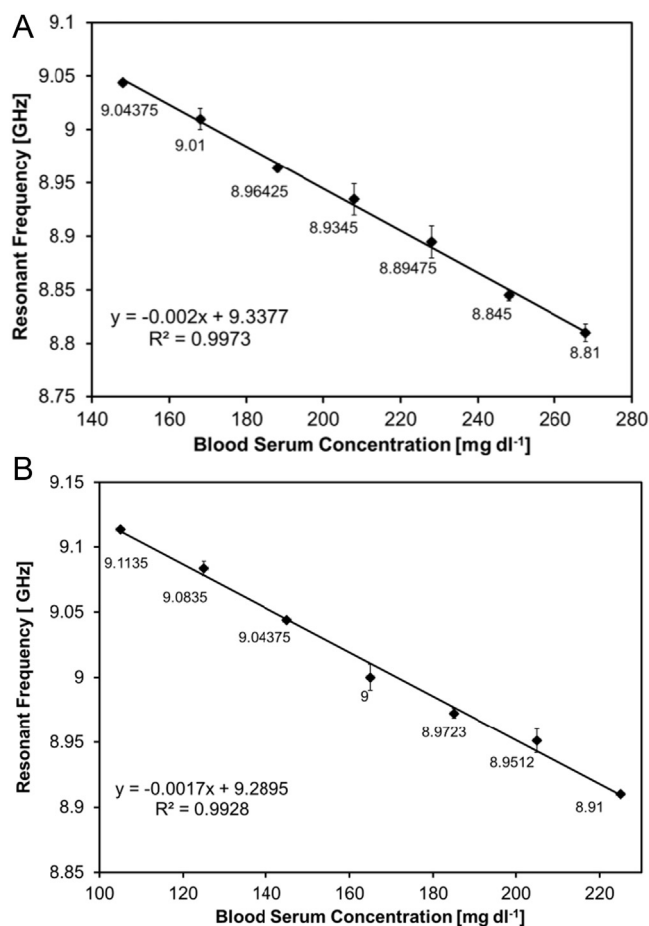 A
9.1
9.05
9
8.95
8.9
8.85
8.8
8.75
Resonant Frequency [GHz]
9.04375
9.01
8.96425
8.9345
8.89475
8.845
8.81
y = -0.002x + 9.3377
R² = 0.9973
140 160 180 200 220 240 260 280
Blood Serum Concentration [mg dl⁻¹]
B
9.15
9.1
9.05
9
8.95
8.9
8.85
Resonant Frequency [ GHz]
9.1135
9.0835
9.04375
9
8.9723
8.9512
8.91
y = -0.0017x + 9.2895
R² = 0.9928
100 120 140 160 180 200 220
Blood Serum Concentration [mg dl⁻¹]